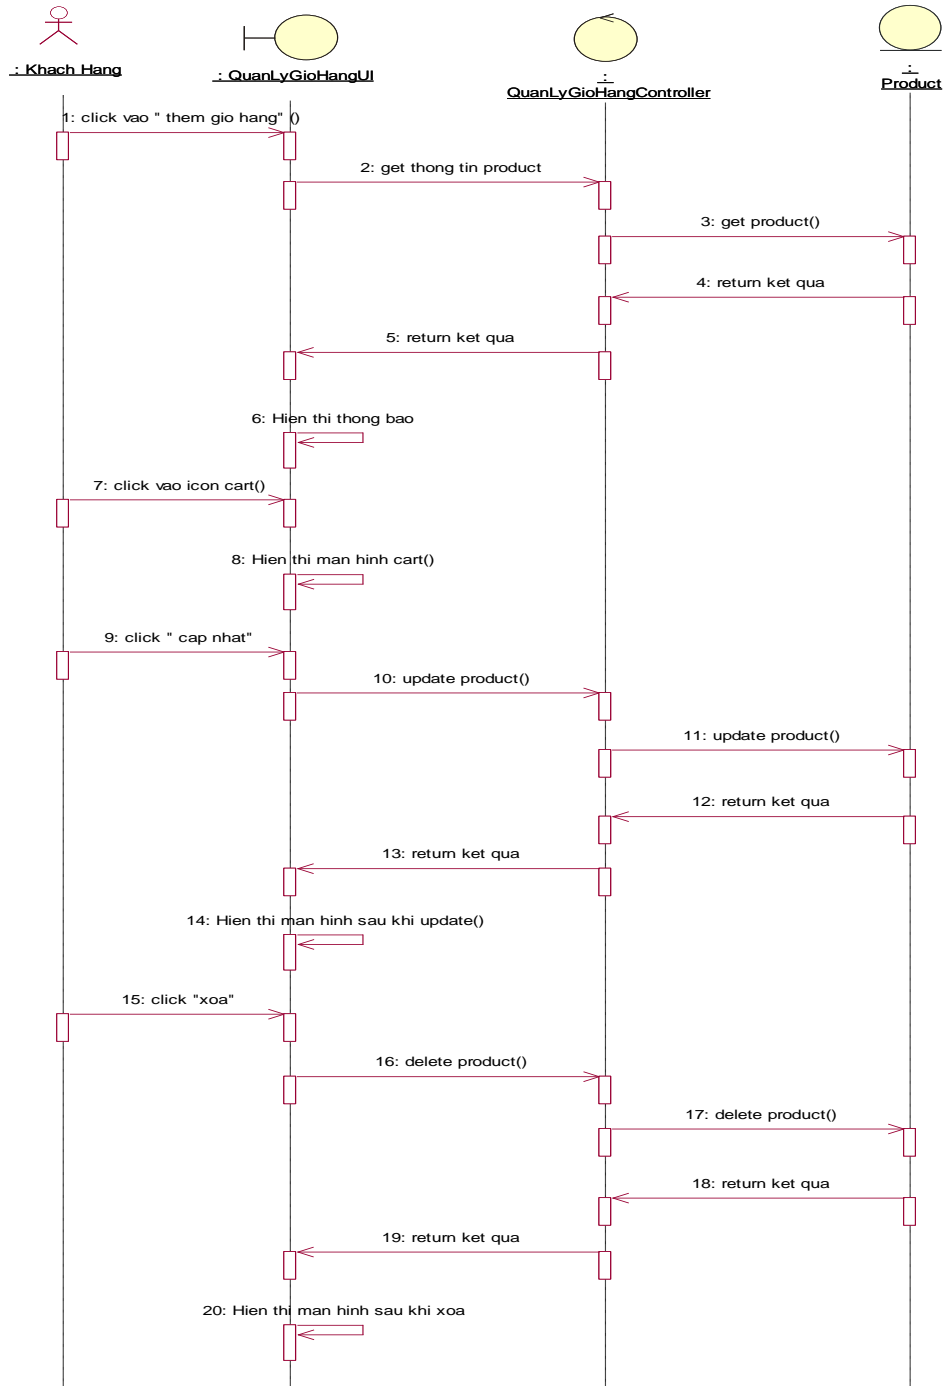 : Khach Hang
: QuanLyGioHangUI
:
QuanLyGioHangController
:
Product
1: click vao " them gio hang" ()
2: get thong tin product
3: get product()
4: return ket qua
5: return ket qua
6: Hien thi thong bao
7: click vao icon cart()
8: Hien thi man hinh cart()
9: click " cap nhat"
10: update product()
11: update product()
12: return ket qua
13: return ket qua
14: Hien thi man hinh sau khi update()
15: click "xoa"
16: delete product()
17: delete product()
18: return ket qua
19: return ket qua
20: Hien thi man hinh sau khi xoa